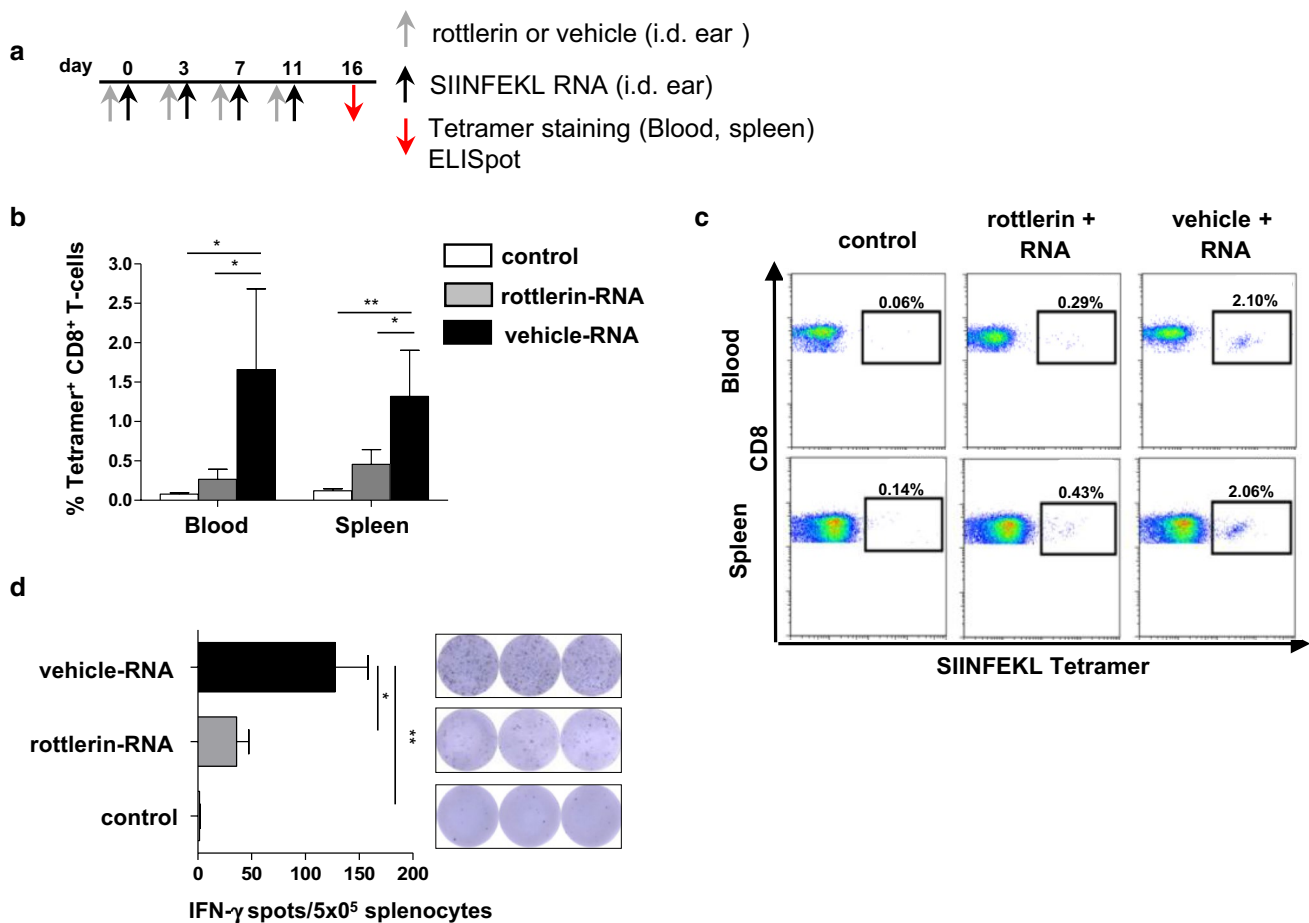 a
day 0 3 7 11 16
rottlerin or vehicle (i.d. ear )
SIINFEKL RNA (i.d. ear)
Tetramer staining (Blood, spleen)
ELISpot
b
% Tetramer⁺ CD8⁺ T-cells
3.0
2.5
2.0
1.5
1.0
0.5
0.0
*
*
**
*
Blood Spleen
control
rottlerin-RNA
vehicle-RNA
c
control
rottlerin +
RNA
vehicle +
RNA
Blood
0.06% 0.29% 2.10%
CD8
Spleen
0.14% 0.43% 2.06%
SIINFEKL Tetramer
d
vehicle-RNA
rottlerin-RNA
control
*
**
0 50 100 150 200
IFN-γ spots/5x0⁵ splenocytes